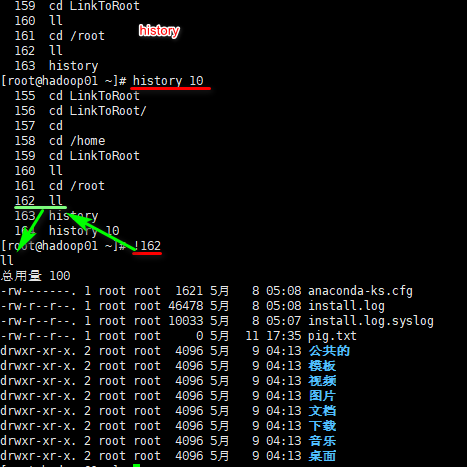 159 cd LinkToRoot
160 ll
161 cd /root
162 ll
163 history
history
[root@hadoop01 ~]# history 10
155 cd LinkToRoot
156 cd LinkToRoot/
157 cd
158 cd /home
159 cd LinkToRoot
160 ll
161 cd /root
162 ll
163 history
history 10
[root@hadoop01 ~]# !162
ll
总用量 100
-rw-------. 1 root root 1621 5月 8 05:08 anaconda-ks.cfg
-rw-r--r--. 1 root root 46478 5月 8 05:08 install.log
-rw-r--r--. 1 root root 10033 5月 8 05:07 install.log.syslog
-rw-r--r--. 1 root root 0 5月 11 17:35 pig.txt
drwxr-xr-x. 2 root root 4096 5月 9 04:13 公共的
drwxr-xr-x. 2 root root 4096 5月 9 04:13 模板
drwxr-xr-x. 2 root root 4096 5月 9 04:13 视频
drwxr-xr-x. 2 root root 4096 5月 9 04:13 图片
drwxr-xr-x. 2 root root 4096 5月 9 04:13 文档
drwxr-xr-x. 2 root root 4096 5月 9 04:13 下载
drwxr-xr-x. 2 root root 4096 5月 9 04:13 音乐
drwxr-xr-x. 2 root root 4096 5月 9 04:13 桌面